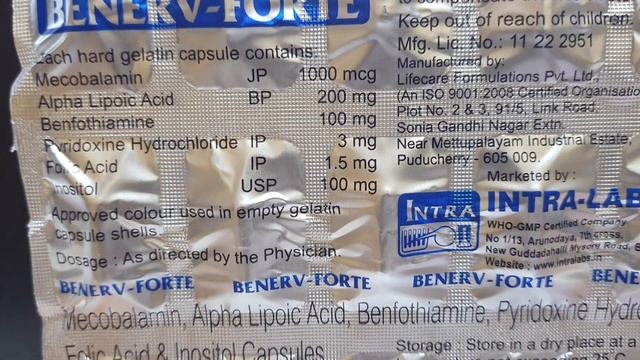 BENERV-FORTE
Each hard gelatin capsule contains:
Mecobalamin JP 1000 mcg
Alpha Lipoic Acid BP 200 mg
Benfothiamine 100 mg
Pyridoxine Hydrochloride IP 3 mg
Folic Acid IP 1.5 mg
Inositol USP 100 mg
Approved colour used in empty gelatin
capsule shells.
Dosage : As directed by the Physician.
Keep out of reach of children
Mfg. Lic. No.: 11 22 2951
Manufactured by:
Lifecare Formulations Pvt. Ltd.,
(An ISO 9001:2008 Certified Organisatio
Plot No. 2 & 3, 91/5, Link Road,
Sonia Gandhi Nagar Extn.
Near Mettupalayam Industrial Estate,
Puducherry - 605 009.
Marketed by :
INTRA
INTRA-LAB
WHO-GMP Certified Company
No 1/13, Arunodaya, 7th cross,
New Guddadahalli Mysore Road,
Website : www.intralabs.in
BENERV-FORTE BENERV-FORTE BENERV-FORTE BENE
Mecobalamin, Alpha Lipoic Acid, Benfothiamine, Pyridoxine Hydro
Folic Acid & Inositol Capsules
Storage : Store in a dry place at a